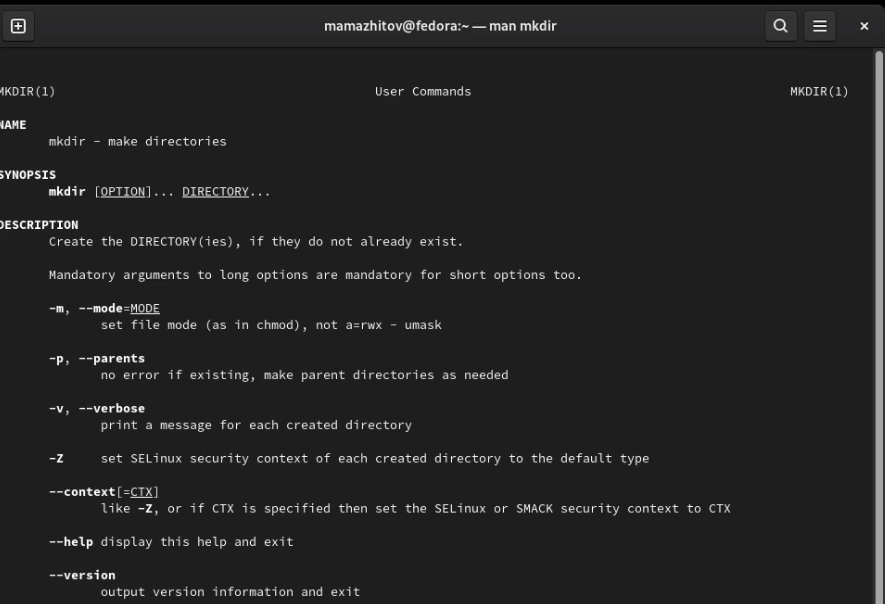 mamazhitov@fedora:~ — man mkdir
MKDIR(1) User Commands MKDIR(1)
NAME
mkdir - make directories
SYNOPSIS
mkdir [OPTION]... DIRECTORY...
DESCRIPTION
Create the DIRECTORY(ies), if they do not already exist.
Mandatory arguments to long options are mandatory for short options too.
-m, --mode=MODE
set file mode (as in chmod), not a=rwx - umask
-p, --parents
no error if existing, make parent directories as needed
-v, --verbose
print a message for each created directory
-Z set SELinux security context of each created directory to the default type
--context[=CTX]
like -Z, or if CTX is specified then set the SELinux or SMACK security context to CTX
--help display this help and exit
--version
output version information and exit